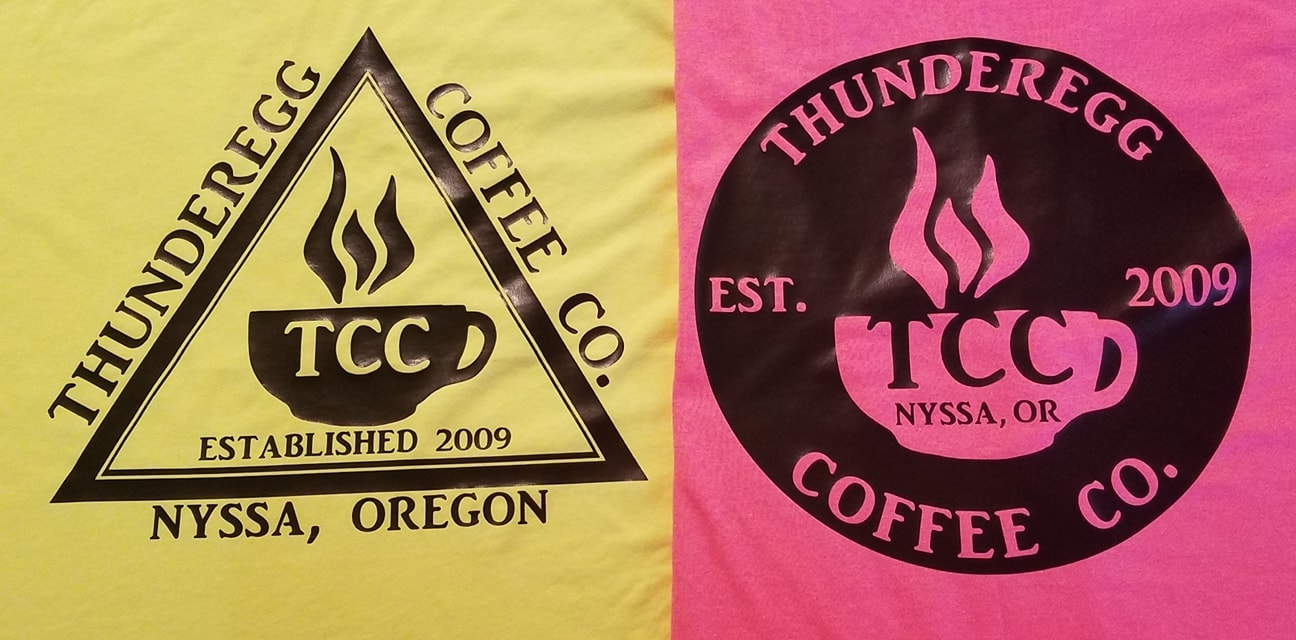 THUNDEREGG
COFFEE CO.
TCC
ESTABLISHED 2009
NYSSA, OREGON
THUNDEREGG
EST.
2009
TCC
NYSSA, OR
COFFEE CO.